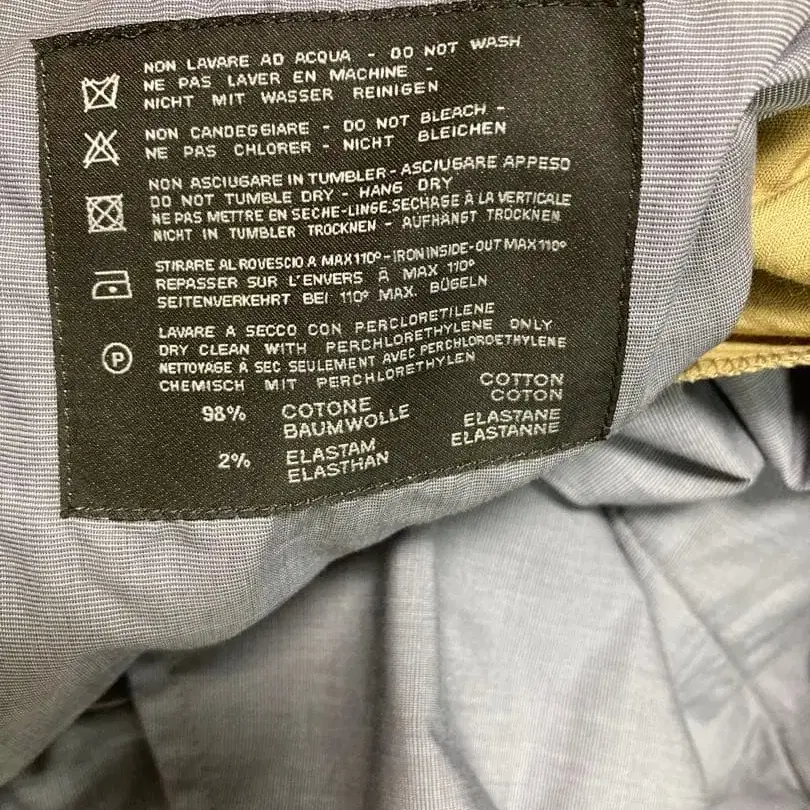 NON LAVARE AD ACQUA - DO NOT WASH
NE PAS LAVER EN MACHINE -
NICHT MIT WASSER REINIGEN
NON CANDEGGIARE - DO NOT BLEACH -
NE PAS CHLORER - NICHT BLEICHEN
NON ASCIUGARE IN TUMBLER - ASCIUGARE APPESO
DO NOT TUMBLE DRY - HANG DRY
NE PAS METTRE EN SECHE-LINGE, SECHAGE À LA VERTICALE
NICHT IN TUMBLER TROCKNEN - AUFHÄNGT TROCKNEN
STIRARE AL ROVESCIO A MAX 110° - IRON INSIDE-OUT MAX 110°
REPASSER SUR L'ENVERS À MAX 110°
SEITENVERKEHRT BEI 110° MAX. BÜGELN
P
LAVARE A SECCO CON PERCLORETILENE
DRY CLEAN WITH PERCHLORETHYLENE ONLY
NETTOYAGE À SEC SEULEMENT AVEC PERCHLOROETHYLENE
CHEMISCH MIT PERCHLORETHYLEN
98% COTONE COTTON
BAUMWOLLE COTON
2% ELASTAM ELASTANE
ELASTHAN ELASTANNE